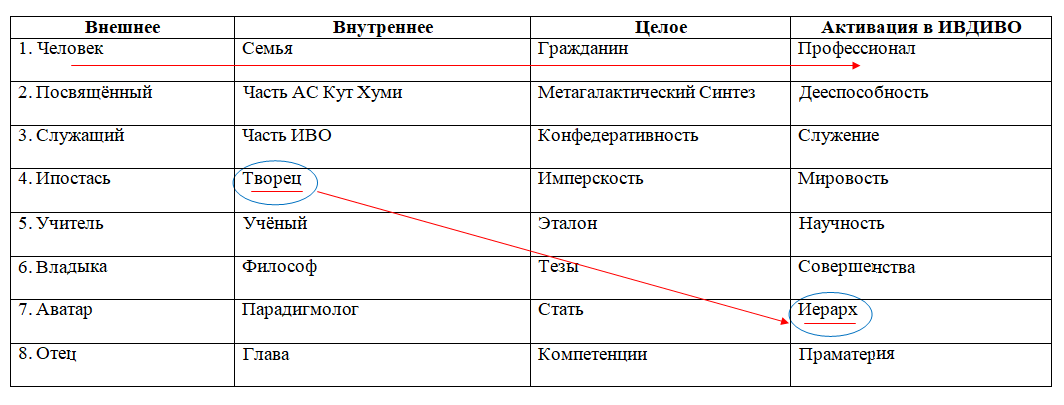 Внешнее Внутреннее Целое Активация в ИВДИВО
1. Человек Семья Гражданин Профессионал
2. Посвящённый Часть АС Кут Хуми Метагалактический Синтез Дееспособность
3. Служащий Часть ИВО Конфедеративность Служение
4. Ипостась Творец Имперскость Мировость
5. Учитель Учёный Эталон Научность
6. Владыка Философ Тезы Совершенства
7. Аватар Парадигмолог Стать Иерарх
8. Отец Глава Компетенции Праматерия